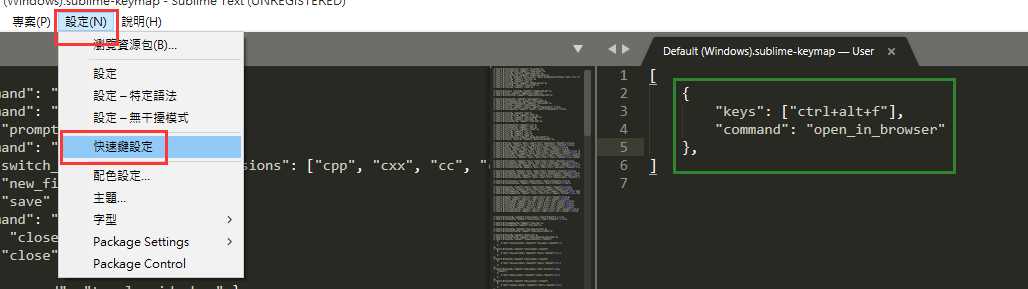 (Windows).sublime-keymap - Sublime Text (UNREGISTERED)
專案(P) 設定(N) 說明(H)
瀏覽資源包(B)...
設定
設定 – 特定語法
設定 – 無干擾模式
快速鍵設定
配色設定...
主題...
字型
Package Settings
Package Control
and": "
and": "
"prompt
and": "
switch_
sions": ["cpp", "cxx", "cc", "
"new_fi
"save"
and": "
"close
"close"
Default (Windows).sublime-keymap — User
1 [
2 {
3 "keys": ["ctrl+alt+f"],
4 "command": "open_in_browser"
5 },
6 ]
7